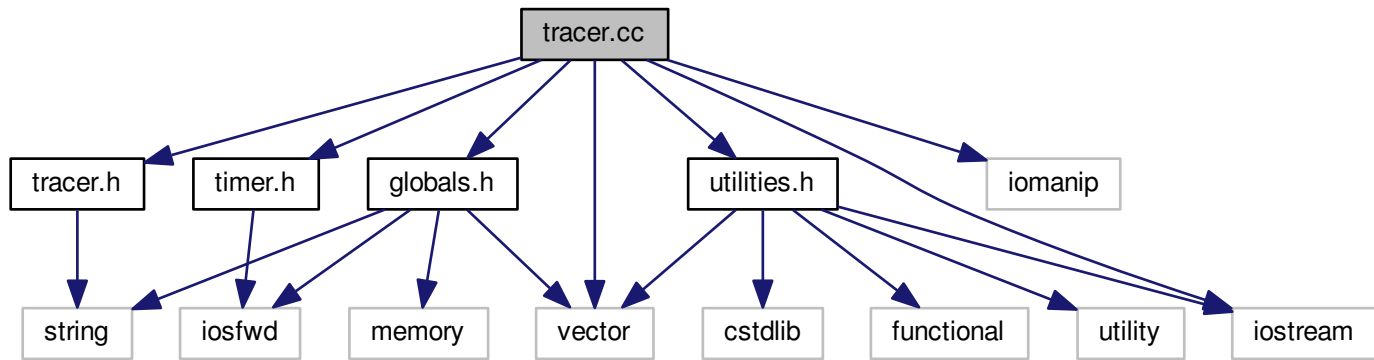 tracer.cc
tracer.h
timer.h
globals.h
utilities.h
iomanip
string
iosfwd
memory
vector
cstdlib
functional
utility
iostream